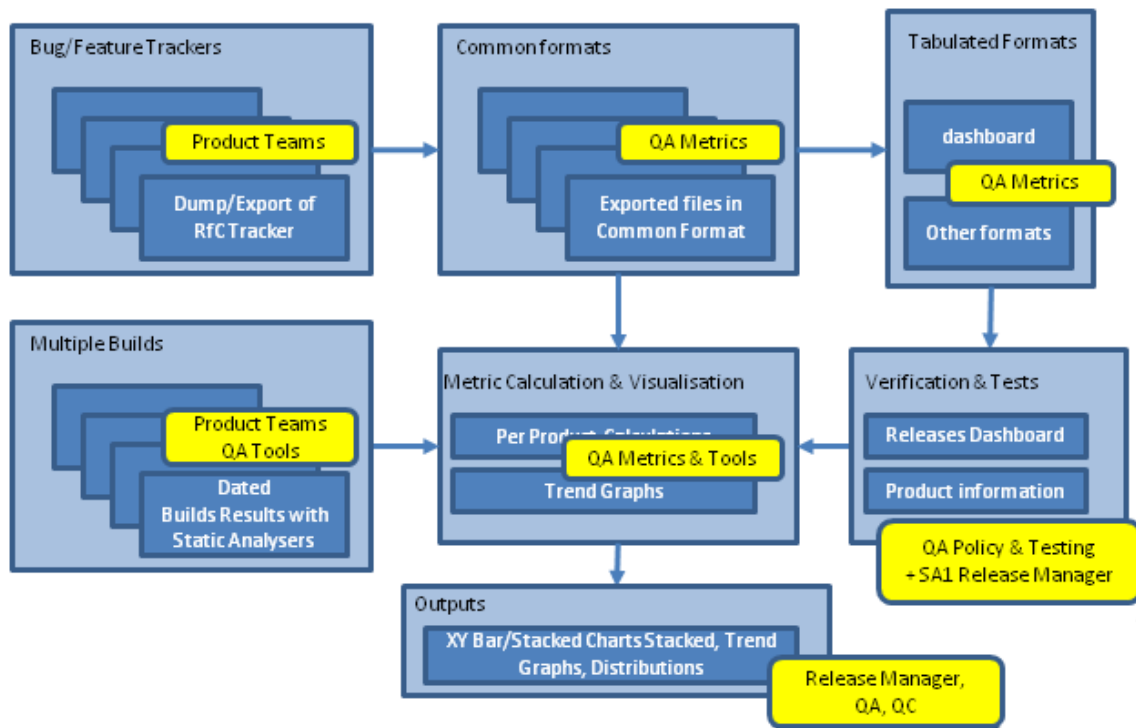 Bug/Feature Trackers
Product Teams
Dump/Export of
RfC Tracker
Common formats
QA Metrics
Exported files in
Common Format
Tabulated Formats
dashboard
QA Metrics
Other formats
Multiple Builds
Product Teams
QA Tools
Dated
Builds Results with
Static Analysers
Metric Calculation & Visualisation
Per Product Calculations
QA Metrics & Tools
Trend Graphs
Verification & Tests
Releases Dashboard
Product information
QA Policy & Testing
+ SA1 Release Manager
Outputs
XY Bar/Stacked Charts Stacked, Trend
Graphs, Distributions
Release Manager,
QA, QC